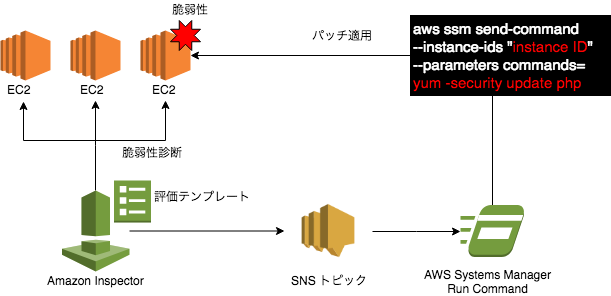 脆弱性
パッチ適用
aws ssm send-command
--instance-ids "instance ID"
--parameters commands=
yum -security update php
EC2
EC2
EC2
脆弱性診断
評価テンプレート
Amazon Inspector
SNS トピック
AWS Systems Manager
Run Command